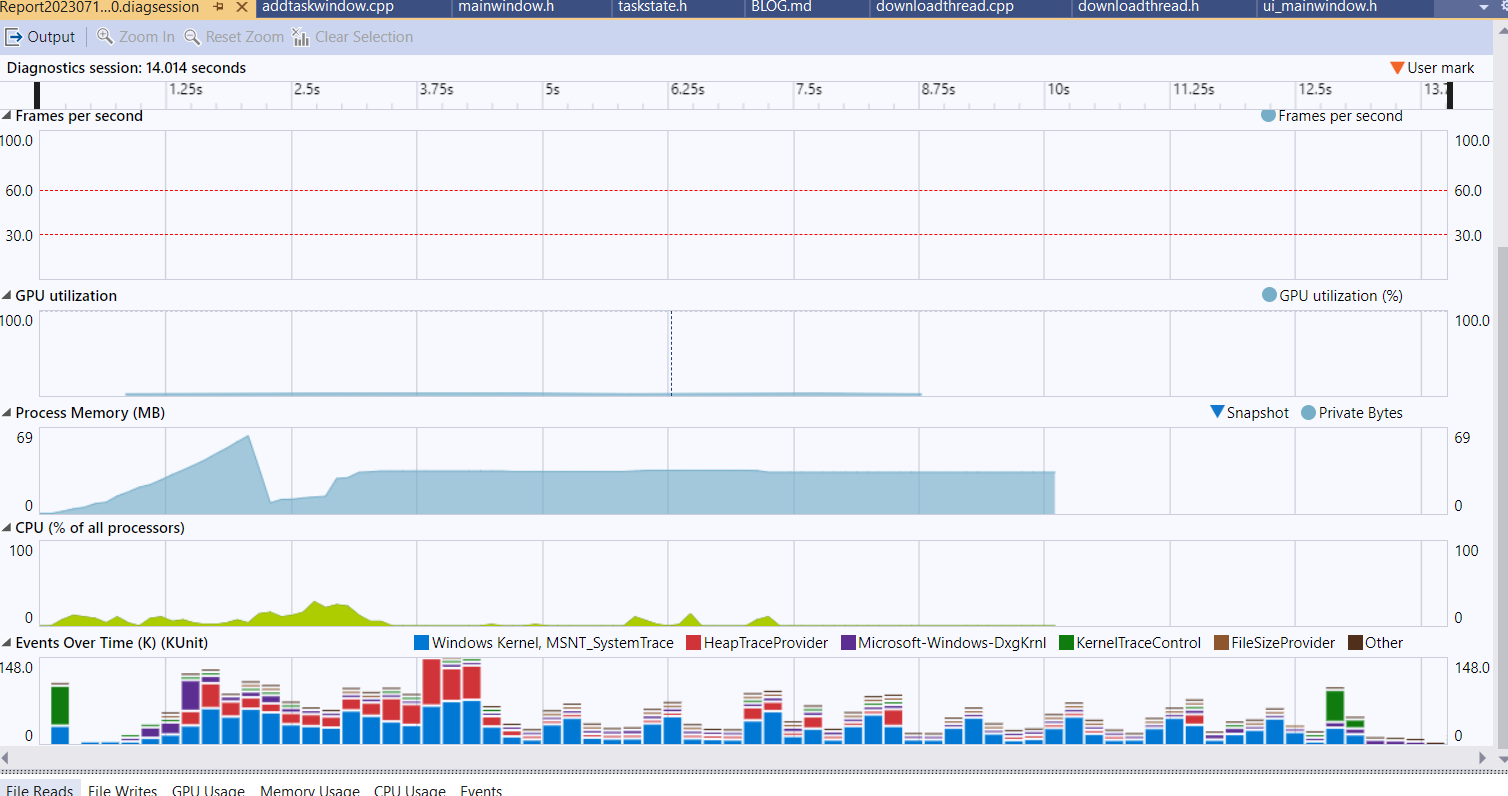 Report2023071...0.diagsession addtaskwindow.cpp mainwindow.h taskstate.h BLOG.md downloadthread.cpp downloadthread.h ui_mainwindow.h
Output Zoom In Reset Zoom Clear Selection
Diagnostics session: 14.014 seconds User mark
1.25s 2.5s 3.75s 5s 6.25s 7.5s 8.75s 10s 11.25s 12.5s 13.7
Frames per second Frames per second
100.0 100.0
60.0 60.0
30.0 30.0
GPU utilization GPU utilization (%)
100.0 100.0
Process Memory (MB) Snapshot Private Bytes
69 69
0 0
CPU (% of all processors)
100 100
0 0
Events Over Time (K) (KUnit) Windows Kernel, MSNT_SystemTrace HeapTraceProvider Microsoft-Windows-DxgKrnl KernelTraceControl FileSizeProvider Other
148.0 148.0
0 0
File Reads File Writes GPU Usage Memory Usage CPU Usage Events